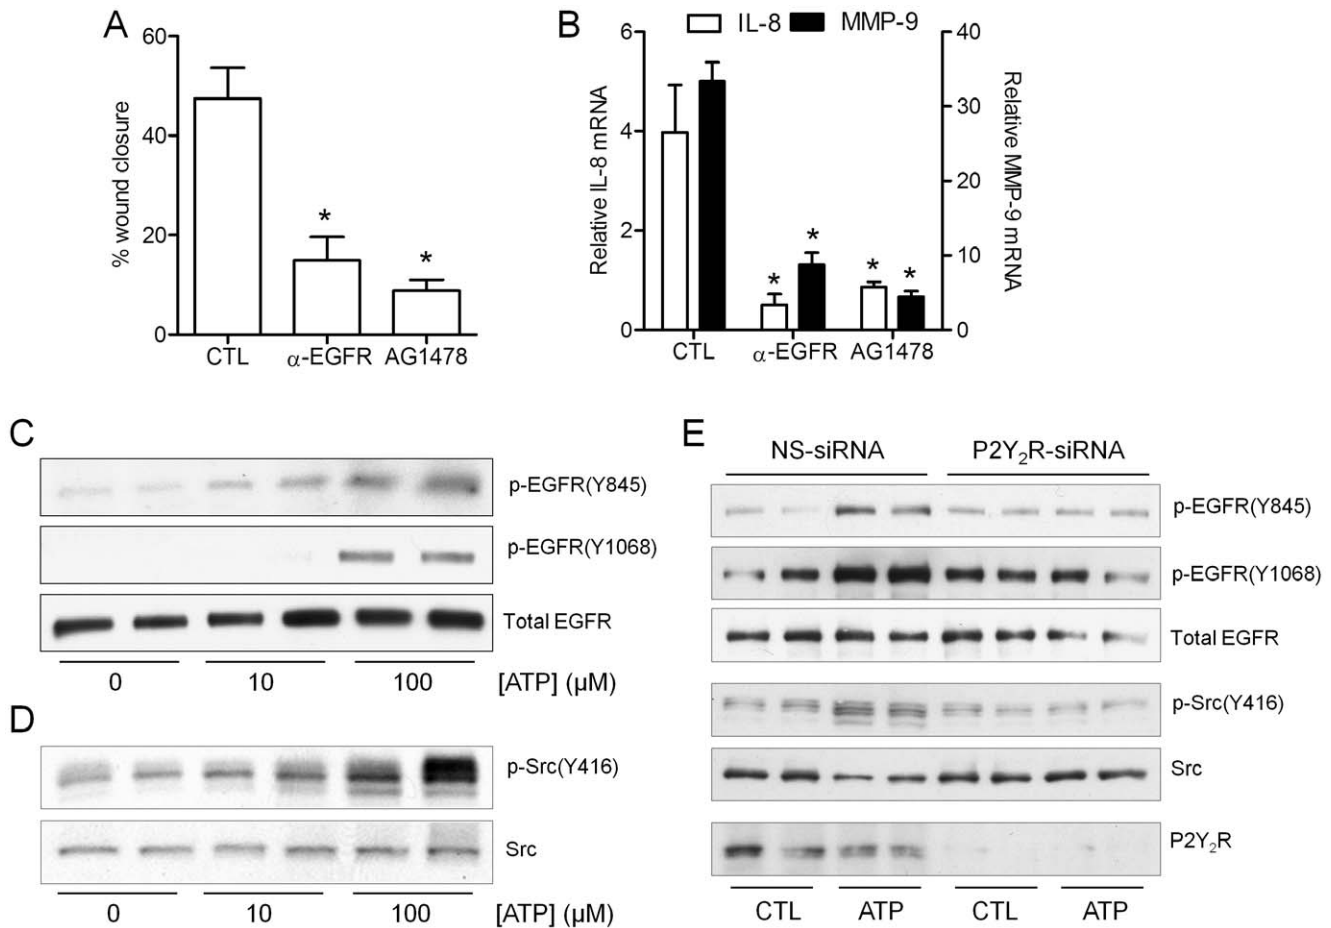 A
60
40
20
0
% wound closure
*
*
CTL
α-EGFR
AG1478
B
IL-8
MMP-9
6
4
2
0
Relative IL-8 mRNA
40
30
20
10
0
Relative MMP-9 mRNA
*
*
*
*
CTL
α-EGFR
AG1478
C
p-EGFR(Y845)
p-EGFR(Y1068)
Total EGFR
0 10 100 [ATP] (µM)
D
p-Src(Y416)
Src
0 10 100 [ATP] (µM)
E
NS-siRNA P2Y₂R-siRNA
p-EGFR(Y845)
p-EGFR(Y1068)
Total EGFR
p-Src(Y416)
Src
P2Y₂R
CTL ATP CTL ATP